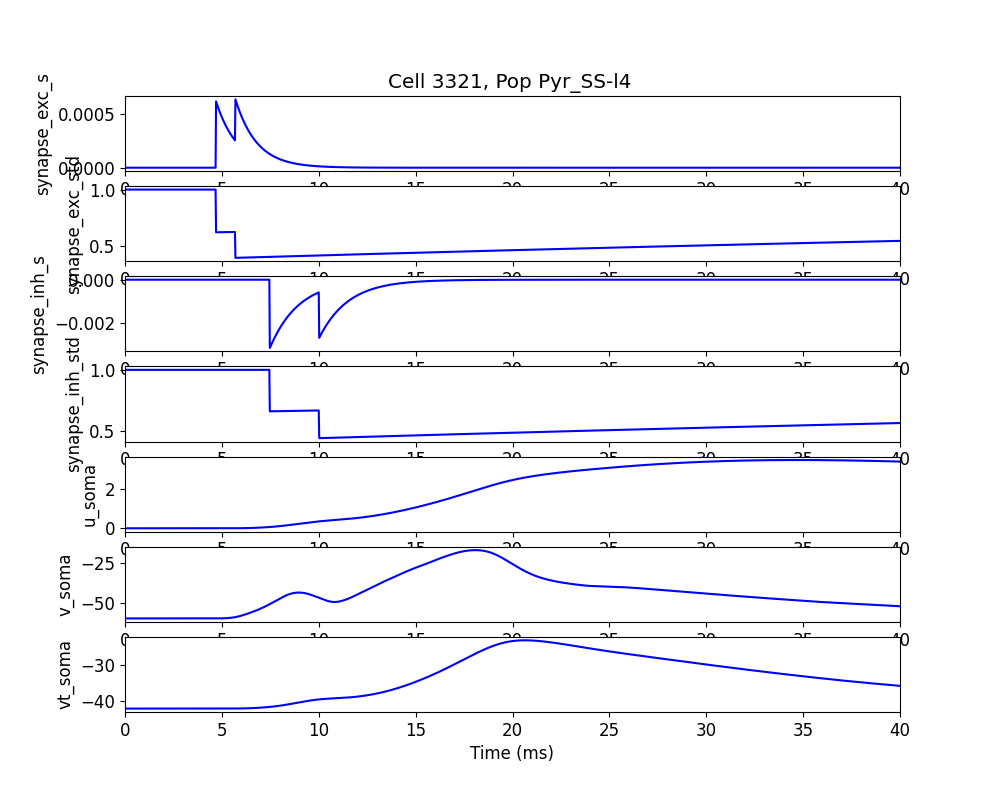 Cell 3321, Pop Pyr_SS-l4
synapse_exc_s
0.0005
0.0000
0 5 10 15 20 25 30 35 40
synapse_exc_std
1.0
0.5
0 5 10 15 20 25 30 35 40
synapse_inh_s
0.000
−0.002
0 5 10 15 20 25 30 35 40
synapse_inh_std
1.0
0.5
0 5 10 15 20 25 30 35 40
u_soma
2
0
0 5 10 15 20 25 30 35 40
v_soma
−25
−50
0 5 10 15 20 25 30 35 40
vt_soma
−30
−40
0 5 10 15 20 25 30 35 40
Time (ms)